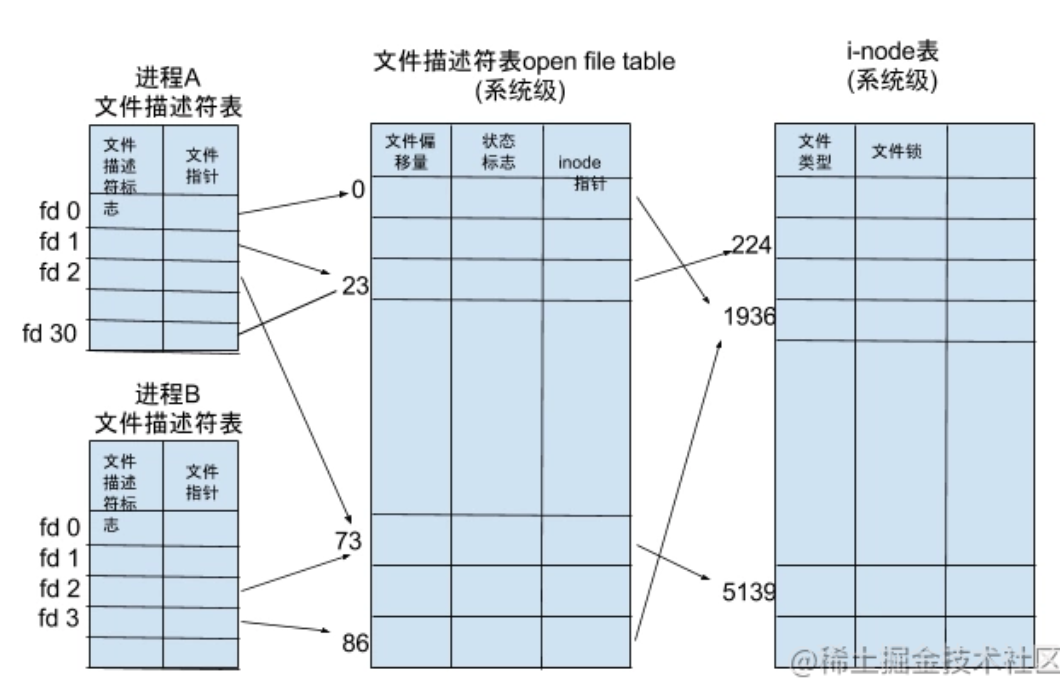 进程A
文件描述符表
文件
描述
符标
志
文件
指针
fd 0
fd 1
fd 2
fd 30
进程B
文件描述符表
文件
描述
符标
志
文件
指针
fd 0
fd 1
fd 2
fd 3
文件描述符表open file table
(系统级)
文件偏
移量
状态
标志
inode
指针
0
23
73
86
i-node表
(系统级)
文件
类型
文件锁
224
1936
5139
@稀土掘金技术社区